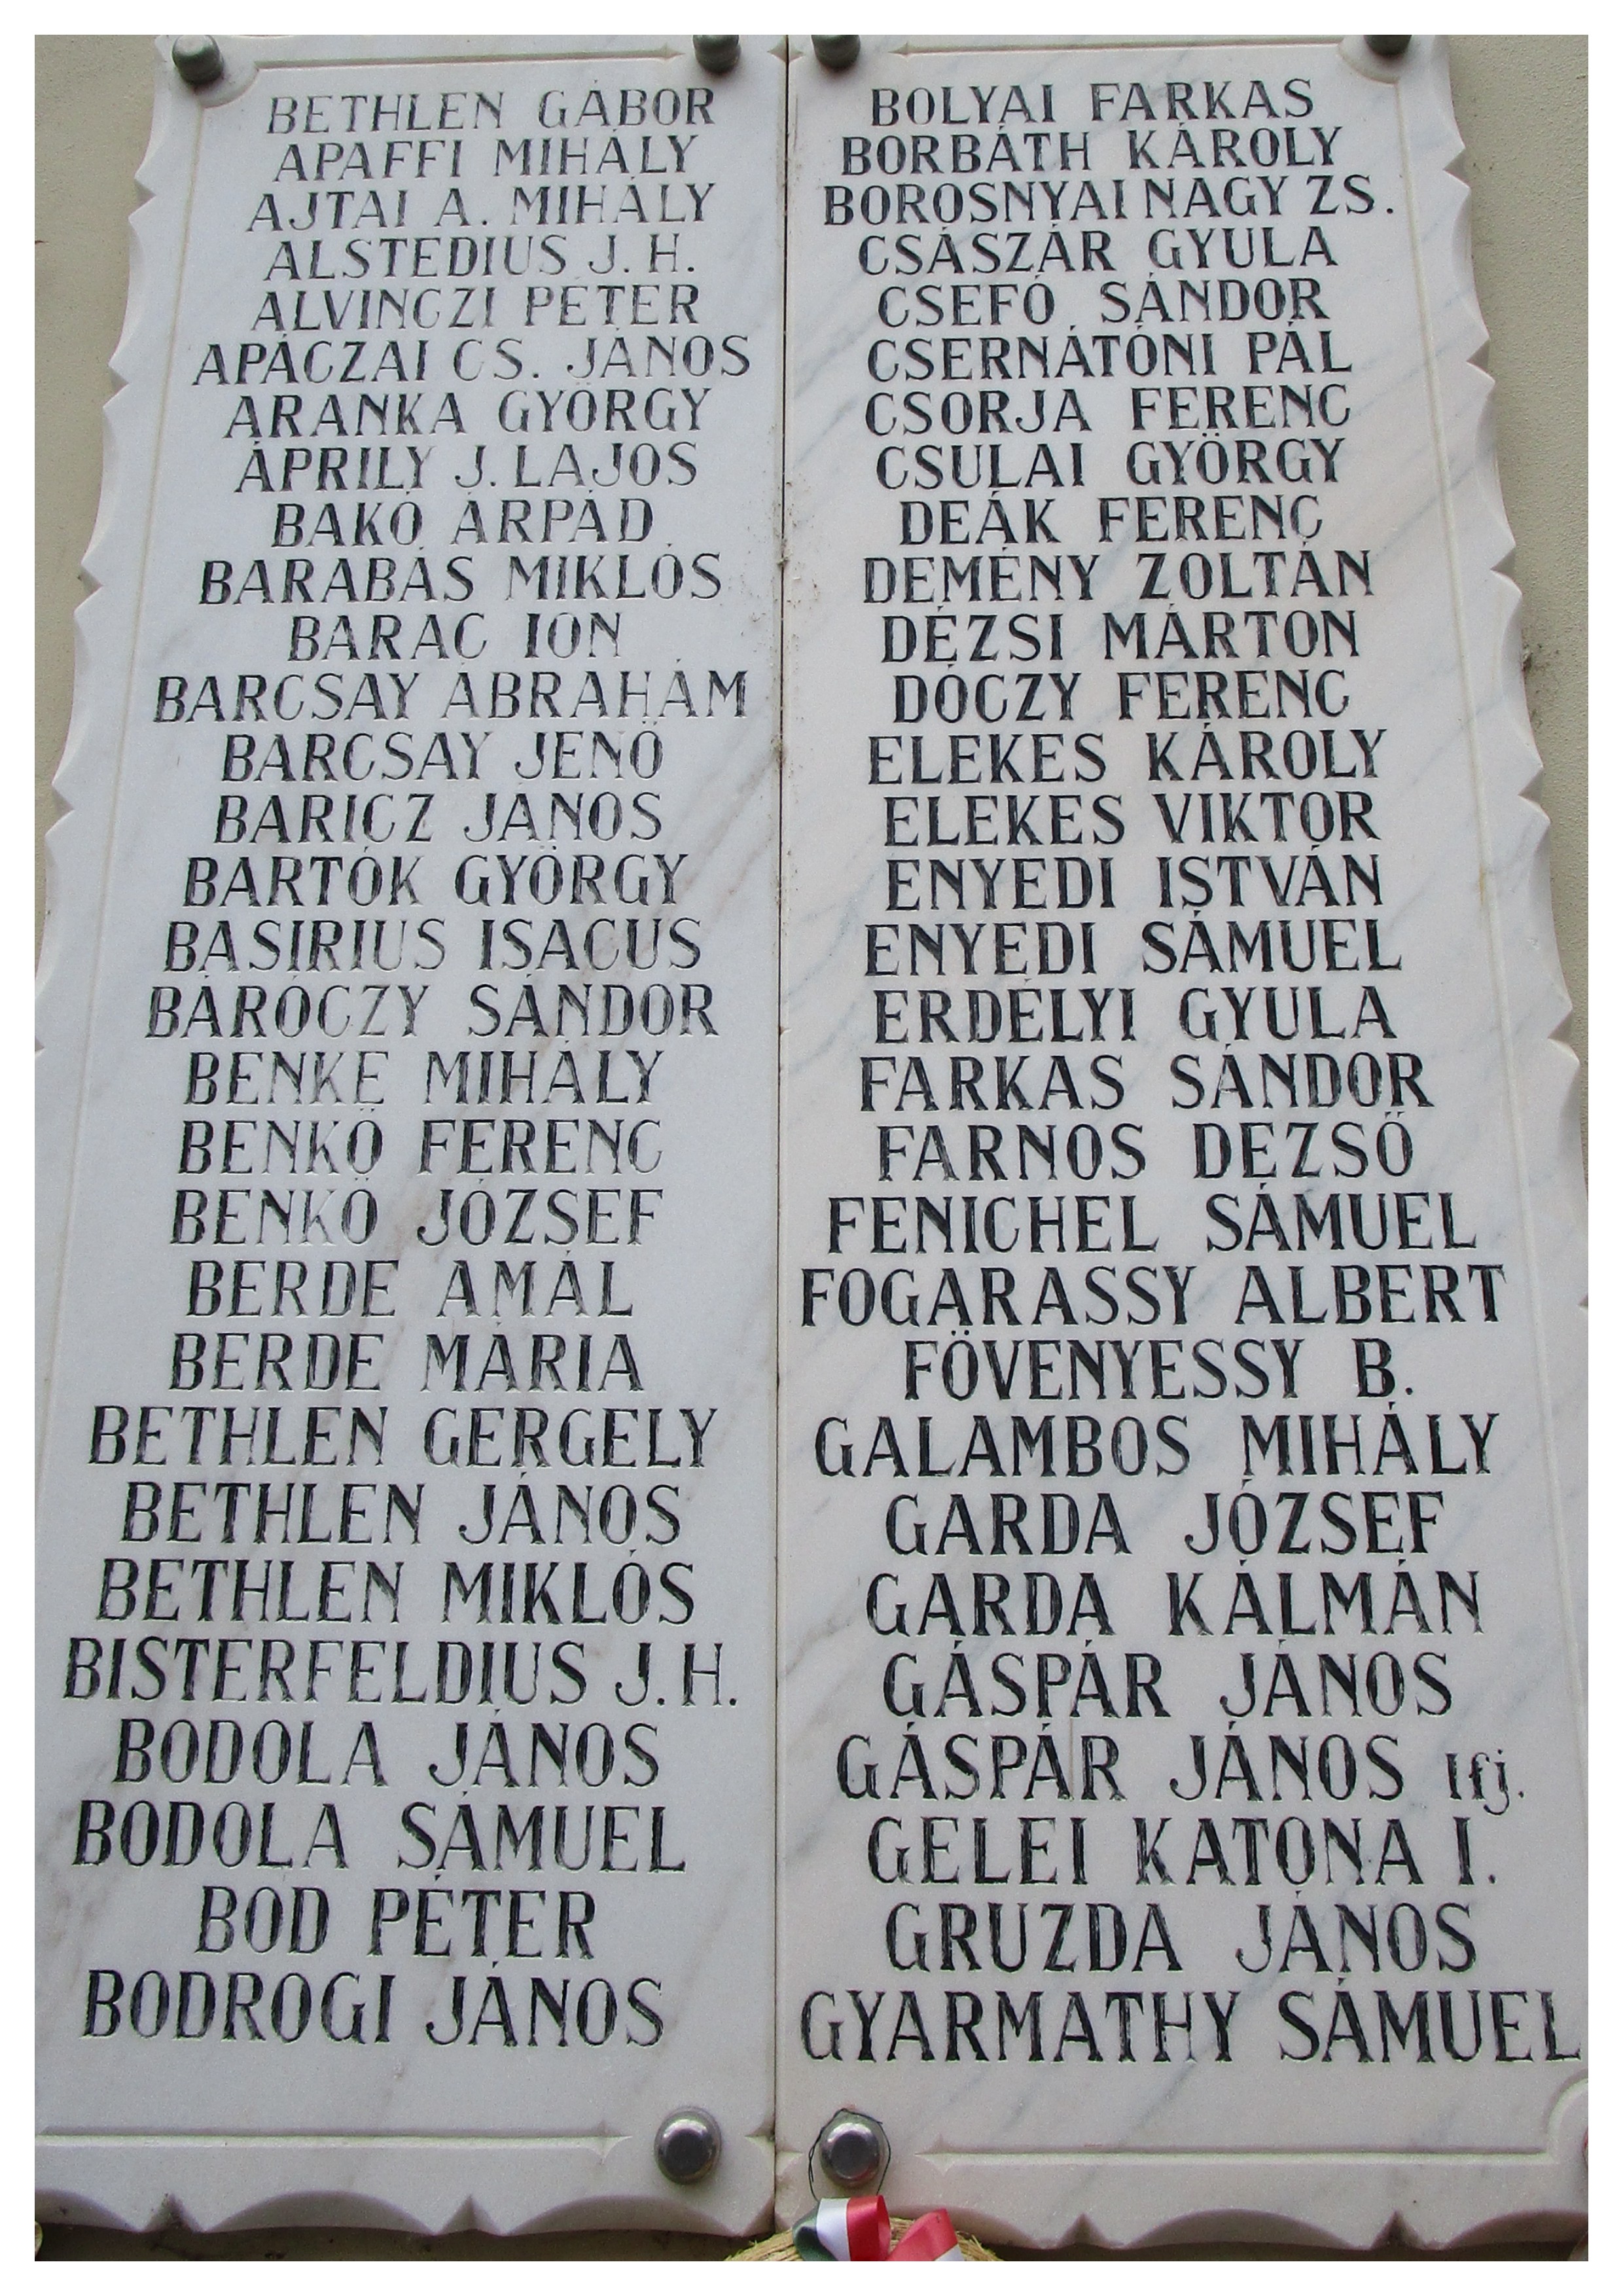 BETHLEN GÁBOR
APAFFI MIHÁLY
AJTAI A. MIHÁLY
ALSTEDIUS J. H.
ALVINCZI PÉTER
APÁCZAI CS. JÁNOS
ARANKA GYÖRGY
ÁPRILY J. LAJOS
BAKÓ ÁRPÁD
BARABÁS MIKLÓS
BARAC ION
BARCSAY ÁBRAHÁM
BARCSAY JENŐ
BARICZ JÁNOS
BARTÓK GYÖRGY
BASIRIUS ISACUS
BÁRÓCZY SÁNDOR
BENKE MIHÁLY
BENKŐ FERENC
BENKŐ JÓZSEF
BERDE AMÁL
BERDE MÁRIA
BETHLEN GERGELY
BETHLEN JÁNOS
BETHLEN MIKLÓS
BISTERFELDIUS J. H.
BODOLA JÁNOS
BODOLA SÁMUEL
BOD PÉTER
BODROGI JÁNOS
BOLYAI FARKAS
BORBÁTH KÁROLY
BOROSNYAI NAGY ZS.
CSÁSZÁR GYULA
CSEFÓ SÁNDOR
CSERNÁTONI PÁL
CSORJA FERENC
CSULAI GYÖRGY
DEÁK FERENC
DEMÉNY ZOLTÁN
DÉZSI MÁRTON
DÓCZY FERENC
ELEKES KÁROLY
ELEKES VIKTOR
ENYEDI ISTVÁN
ENYEDI SÁMUEL
ERDÉLYI GYULA
FARKAS SÁNDOR
FARNOS DEZSŐ
FENICHEL SÁMUEL
FOGARASSY ALBERT
FÖVENYESSY B.
GALAMBOS MIHÁLY
GARDA JÓZSEF
GARDA KÁLMÁN
GÁSPÁR JÁNOS
GÁSPÁR JÁNOS Ifj.
GELEI KATONA I.
GRUZDA JÁNOS
GYARMATHY SÁMUEL